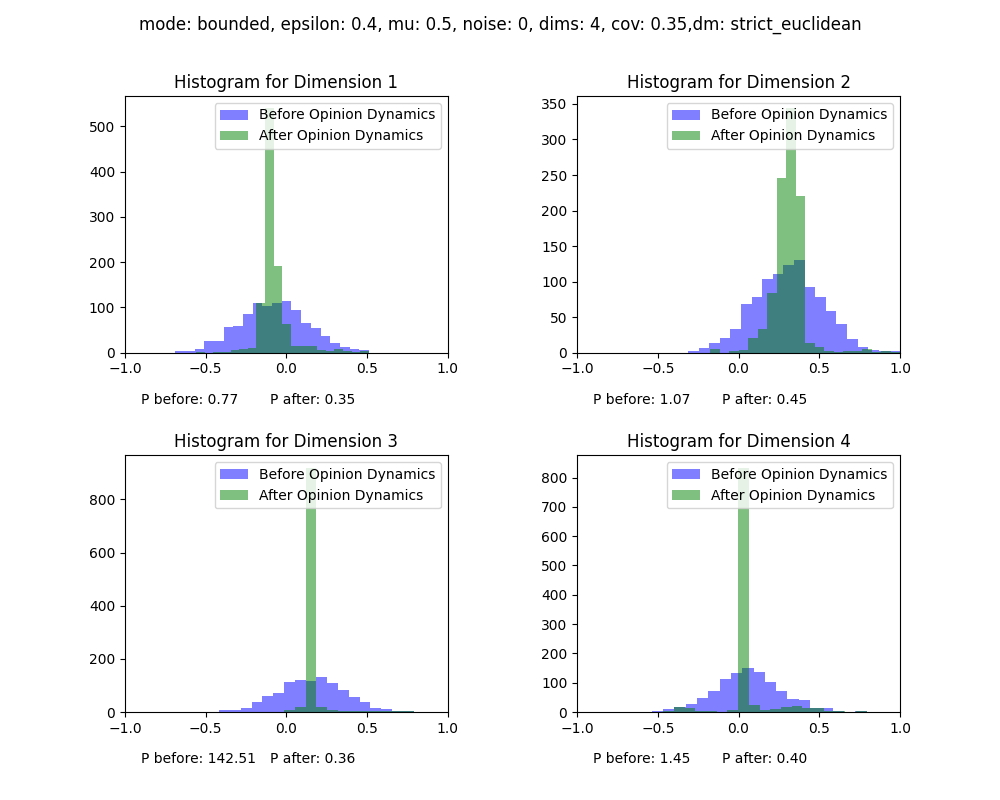 mode: bounded, epsilon: 0.4, mu: 0.5, noise: 0, dims: 4, cov: 0.35,dm: strict_euclidean
Histogram for Dimension 1
Before Opinion Dynamics
After Opinion Dynamics
500
400
300
200
100
0
−1.0 −0.5 0.0 0.5 1.0
P before: 0.77 P after: 0.35
Histogram for Dimension 2
Before Opinion Dynamics
After Opinion Dynamics
350
300
250
200
150
100
50
0
−1.0 −0.5 0.0 0.5 1.0
P before: 1.07 P after: 0.45
Histogram for Dimension 3
Before Opinion Dynamics
After Opinion Dynamics
800
600
400
200
0
−1.0 −0.5 0.0 0.5 1.0
P before: 142.51 P after: 0.36
Histogram for Dimension 4
Before Opinion Dynamics
After Opinion Dynamics
800
700
600
500
400
300
200
100
0
−1.0 −0.5 0.0 0.5 1.0
P before: 1.45 P after: 0.40